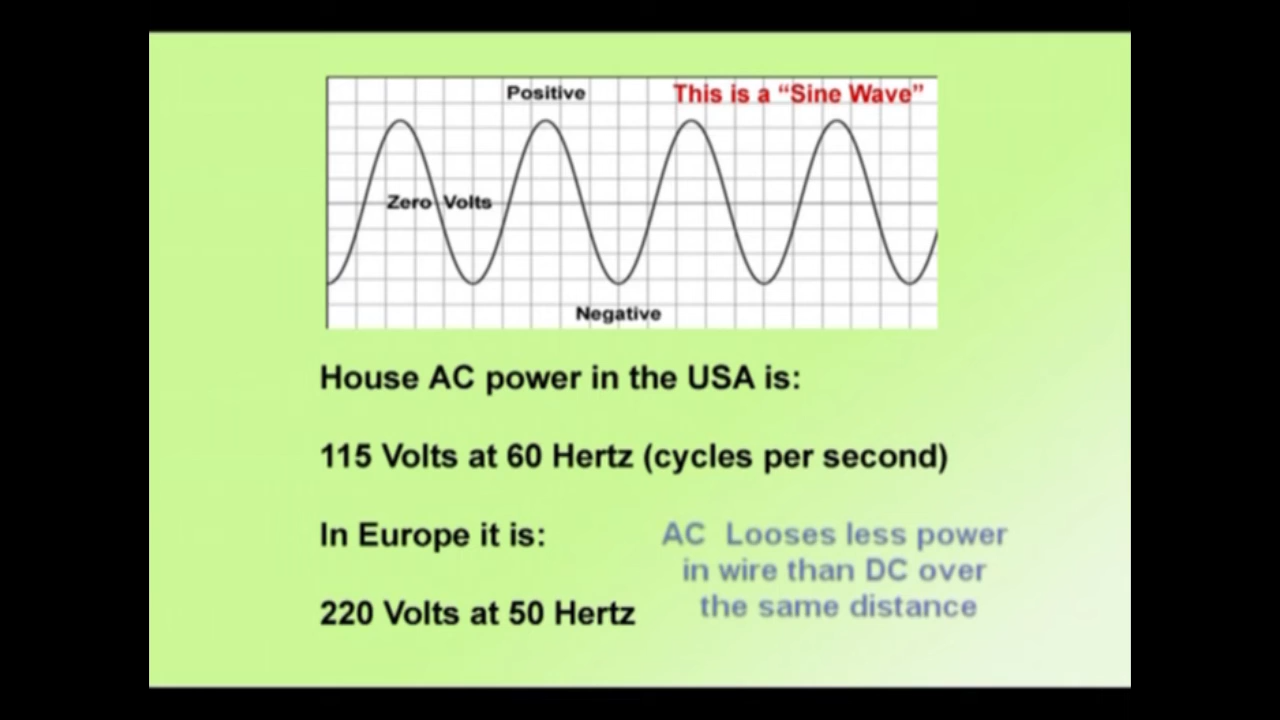 Positive
This is a “Sine Wave”
Zero Volts
Negative
House AC power in the USA is:
115 Volts at 60 Hertz (cycles per second)
In Europe it is:
AC Looses less power
in wire than DC over
the same distance
220 Volts at 50 Hertz